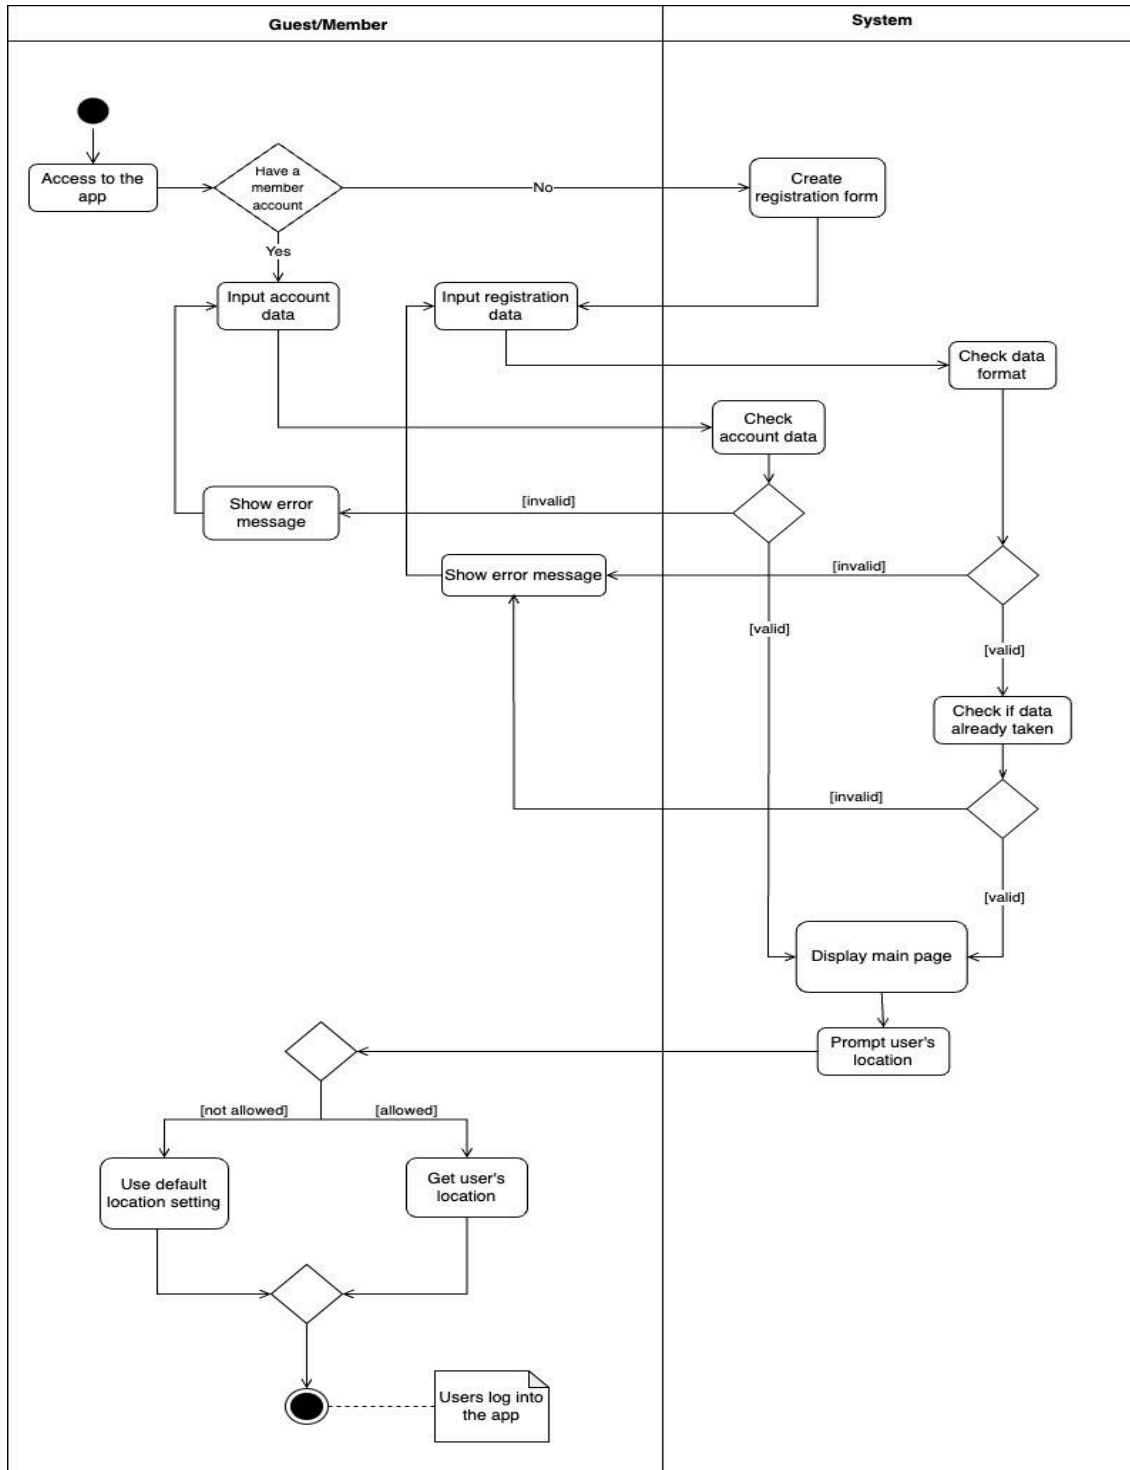 Guest/Member
System
Access to the
app
Have a
member
account
No
Create
registration form
Yes
Input account
data
Input registration
data
Check data
format
Check
account data
Show error
message
[invalid]
Show error message
[invalid]
[valid]
[valid]
Check if data
already taken
[invalid]
[valid]
Display main page
Prompt user's
location
[not allowed]
[allowed]
Use default
location setting
Get user's
location
Users log into
the app